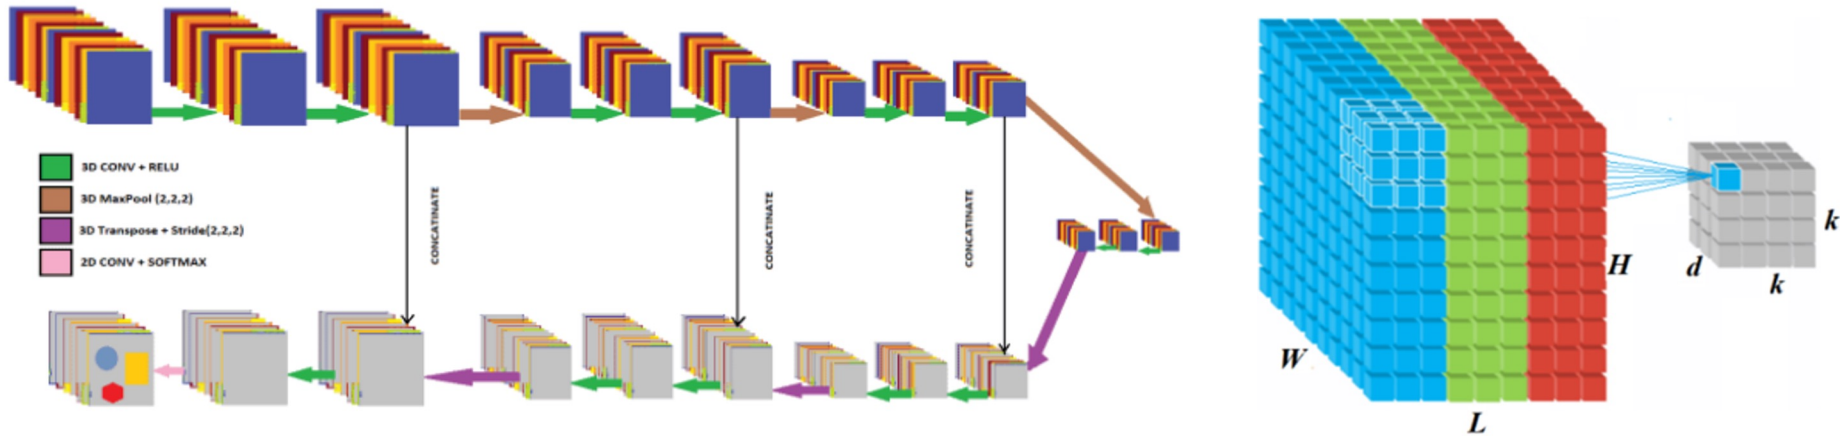 3D CONV + RELU
3D MaxPool (2,2,2)
3D Transpose + Stride(2,2,2)
2D CONV + SOFTMAX
CONCATINATE
CONCATINATE
CONCATINATE
W
L
H
d
k
k